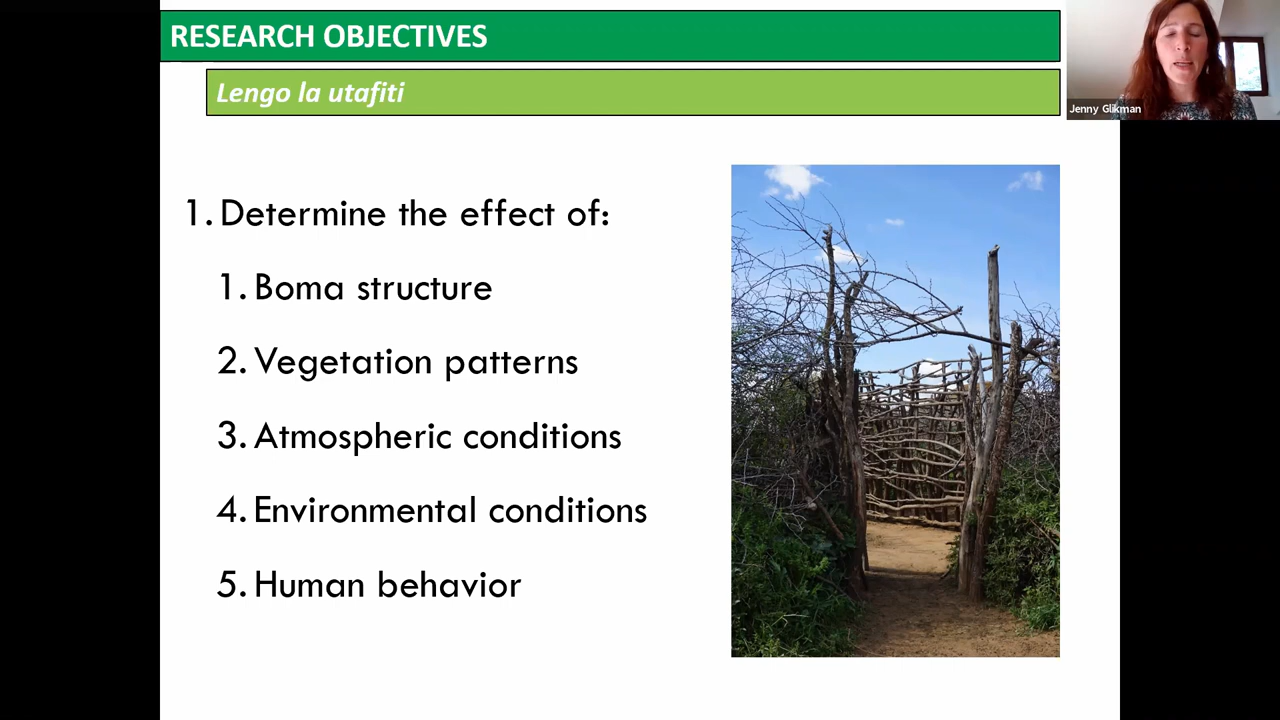 RESEARCH OBJECTIVES
Lengo la utafiti
Jenny Glikman
1. Determine the effect of:
1. Boma structure
2. Vegetation patterns
3. Atmospheric conditions
4. Environmental conditions
5. Human behavior